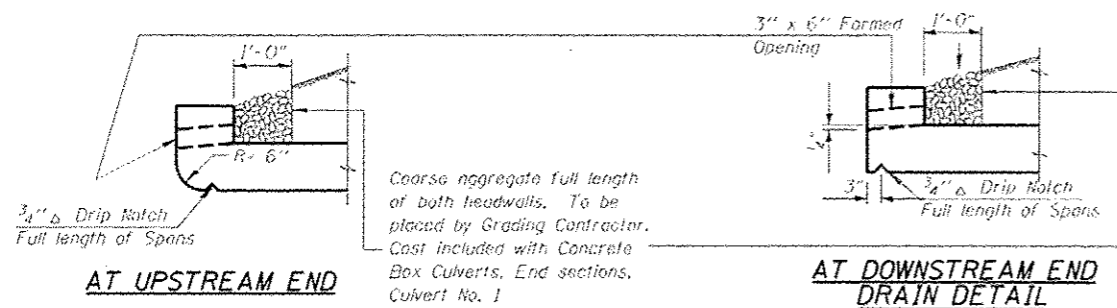 1'-0"
R- 6"
3/4" △ Drip Notch
Full length of Spans
AT UPSTREAM END
Coarse aggregate full length
of both headwalls. To be
placed by Grading Contractor.
Cost included with Concrete
Box Culverts, End sections,
Culvert No. 1
3" x 6" Formed
Opening
1'-0"
3"
3/4" △ Drip Notch
Full length of Spans
AT DOWNSTREAM END
DRAIN DETAIL